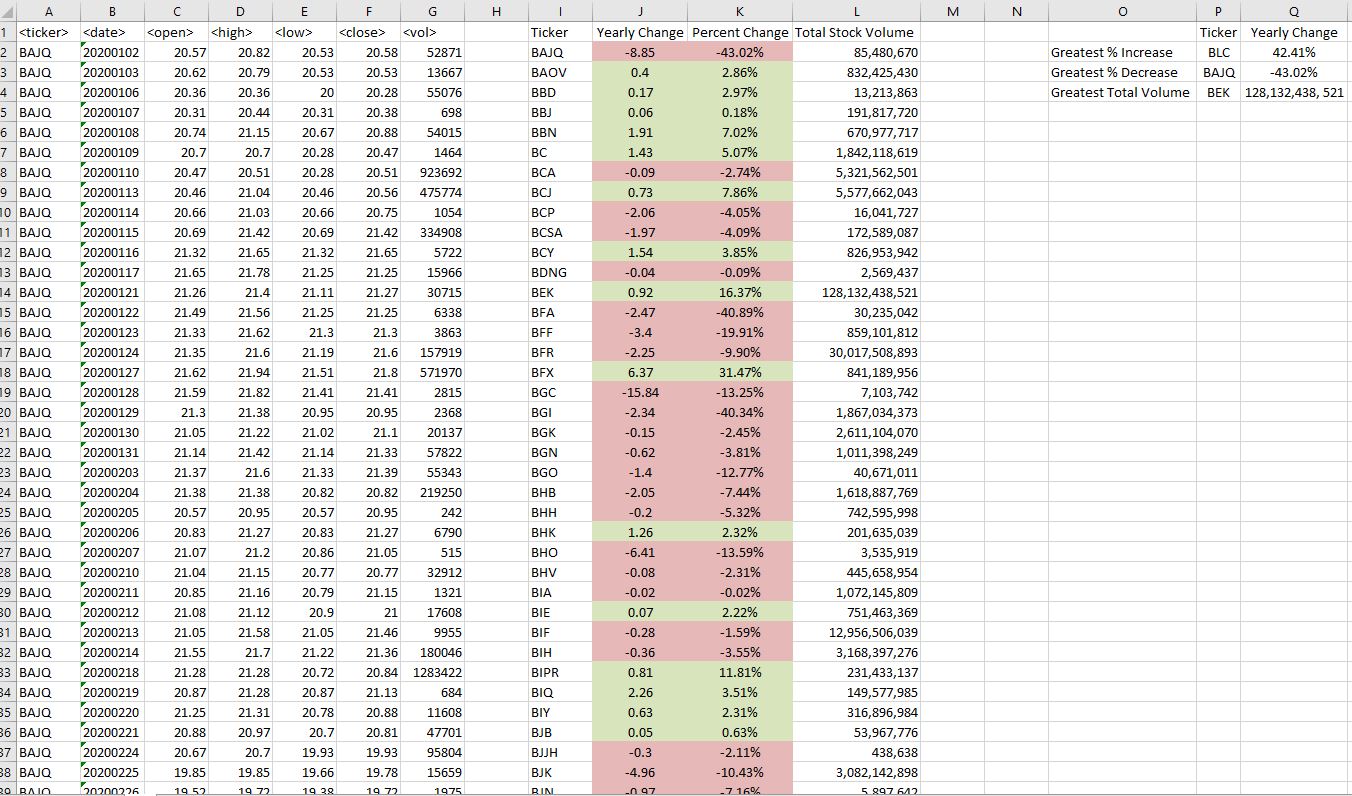 A B C D E F G H I J K L M N O P Q
1 <ticker> <date> <open> <high> <low> <close> <vol> Ticker Yearly Change Percent Change Total Stock Volume Ticker Yearly Change
2 BAJQ 20200102 20.57 20.82 20.53 20.58 52871 BAJQ -8.85 -43.02% 85,480,670 Greatest % Increase BLC 42.41%
3 BAJQ 20200103 20.62 20.79 20.53 20.53 13667 BAOV 0.4 2.86% 832,425,430 Greatest % Decrease BAJQ -43.02%
4 BAJQ 20200106 20.36 20.36 20 20.28 55076 BBD 0.17 2.97% 13,213,863 Greatest Total Volume BEK 128,132,438, 521
5 BAJQ 20200107 20.31 20.44 20.31 20.38 698 BBJ 0.06 0.18% 191,817,720
6 BAJQ 20200108 20.74 21.15 20.67 20.88 54015 BBN 1.91 7.02% 670,977,717
7 BAJQ 20200109 20.7 20.7 20.28 20.47 1464 BC 1.43 5.07% 1,842,118,619
8 BAJQ 20200110 20.47 20.51 20.28 20.51 923692 BCA -0.09 -2.74% 5,321,562,501
9 BAJQ 20200113 20.46 21.04 20.46 20.56 475774 BCJ 0.73 7.86% 5,577,662,043
10 BAJQ 20200114 20.66 21.03 20.66 20.75 1054 BCP -2.06 -4.05% 16,041,727
11 BAJQ 20200115 20.69 21.42 20.69 21.42 334908 BCSA -1.97 -4.09% 172,589,087
12 BAJQ 20200116 21.32 21.65 21.32 21.65 5722 BCY 1.54 3.85% 826,953,942
13 BAJQ 20200117 21.65 21.78 21.25 21.25 15966 BDNG -0.04 -0.09% 2,569,437
14 BAJQ 20200121 21.26 21.4 21.11 21.27 30715 BEK 0.92 16.37% 128,132,438,521
15 BAJQ 20200122 21.49 21.56 21.25 21.25 6338 BFA -2.47 -40.89% 30,235,042
16 BAJQ 20200123 21.33 21.62 21.3 21.3 3863 BFF -3.4 -19.91% 859,101,812
17 BAJQ 20200124 21.35 21.6 21.19 21.6 157919 BFR -2.25 -9.90% 30,017,508,893
18 BAJQ 20200127 21.62 21.94 21.51 21.8 571970 BFX 6.37 31.47% 841,189,956
19 BAJQ 20200128 21.59 21.82 21.41 21.41 2815 BGC -15.84 -13.25% 7,103,742
20 BAJQ 20200129 21.3 21.38 20.95 20.95 2368 BGI -2.34 -40.34% 1,867,034,373
21 BAJQ 20200130 21.05 21.22 21.02 21.1 20137 BGK -0.15 -2.45% 2,611,104,070
22 BAJQ 20200131 21.14 21.42 21.14 21.33 57822 BGN -0.62 -3.81% 1,011,398,249
23 BAJQ 20200203 21.37 21.6 21.33 21.39 55343 BGO -1.4 -12.77% 40,671,011
24 BAJQ 20200204 21.38 21.38 20.82 20.82 219250 BHB -2.05 -7.44% 1,618,887,769
25 BAJQ 20200205 20.57 20.95 20.57 20.95 242 BHH -0.2 -5.32% 742,595,998
26 BAJQ 20200206 20.83 21.27 20.83 21.27 6790 BHK 1.26 2.32% 201,635,039
27 BAJQ 20200207 21.07 21.2 20.86 21.05 515 BHO -6.41 -13.59% 3,535,919
28 BAJQ 20200210 21.04 21.15 20.77 20.77 32912 BHV -0.08 -2.31% 445,658,954
29 BAJQ 20200211 20.85 21.16 20.79 21.15 1321 BIA -0.02 -0.02% 1,072,145,809
30 BAJQ 20200212 21.08 21.12 20.9 21 17608 BIE 0.07 2.22% 751,463,369
31 BAJQ 20200213 21.05 21.58 21.05 21.46 9955 BIF -0.28 -1.59% 12,956,506,039
32 BAJQ 20200214 21.55 21.7 21.22 21.36 180046 BIH -0.36 -3.55% 3,168,397,276
33 BAJQ 20200218 21.28 21.28 20.72 20.84 1283422 BIPR 0.81 11.81% 231,433,137
34 BAJQ 20200219 20.87 21.28 20.87 21.13 684 BIQ 2.26 3.51% 149,577,985
35 BAJQ 20200220 21.25 21.31 20.78 20.88 11608 BIY 0.63 2.31% 316,896,984
36 BAJQ 20200221 20.88 20.97 20.7 20.81 47701 BJB 0.05 0.63% 53,967,776
37 BAJQ 20200224 20.67 20.7 19.93 19.93 95804 BJJH -0.3 -2.11% 438,638
38 BAJQ 20200225 19.85 19.85 19.66 19.78 15659 BJK -4.96 -10.43% 3,082,142,898
39 BAJQ 20200226 19.52 19.72 19.38 19.72 1975 BJN -0.97 -7.16% 5,897,642